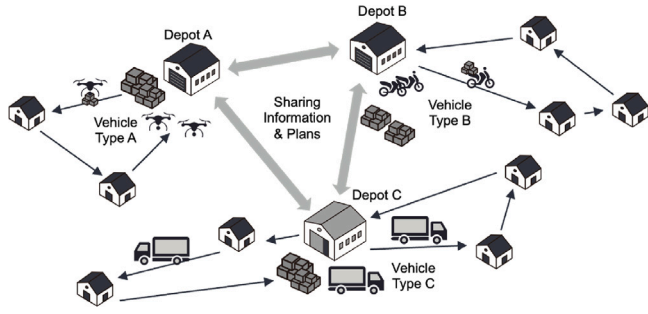 Depot A
Depot B
Vehicle
Type A
Sharing
Information
& Plans
Vehicle
Type B
Depot C
Vehicle
Type C